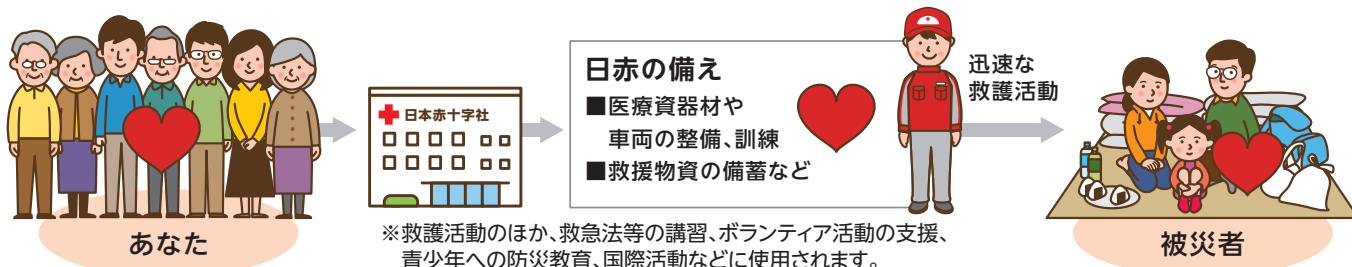 日本赤十字社
日赤の備え
■医療資器材や
車両の整備、訓練
■救援物資の備蓄など
迅速な
救護活動
あなた
※救護活動のほか、救急法等の講習、ボランティア活動の支援、
青少年への防災教育、国際活動などに使用されます。
被災者